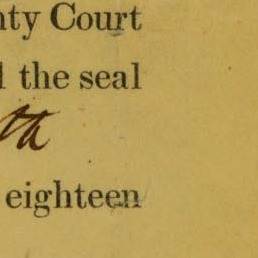 nty Court
the seal
th
eighteen